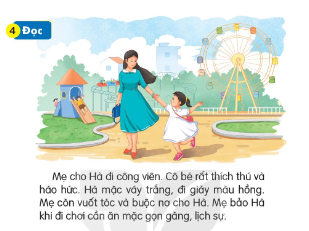 4 Đọc
Mẹ cho Hà đi công viên. Cô bé rất thích thú và
háo hức. Hà mặc váy trắng, đi giày màu hồng.
Mẹ còn vuốt tóc và buộc nơ cho Hà. Mẹ bảo Hà
khi đi chơi cần ăn mặc gọn gàng, lịch sự.